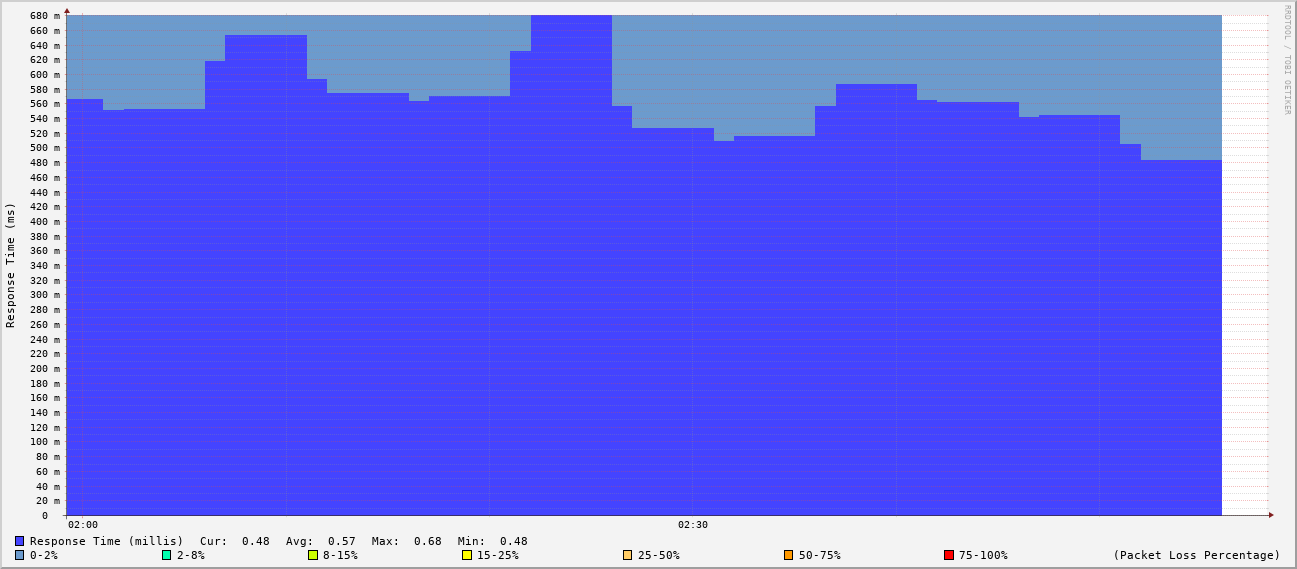 RRDTOOL / TOBI OETIKER
Response Time (ms)
680 m
660 m
640 m
620 m
600 m
580 m
560 m
540 m
520 m
500 m
480 m
460 m
440 m
420 m
400 m
380 m
360 m
340 m
320 m
300 m
280 m
260 m
240 m
220 m
200 m
180 m
160 m
140 m
120 m
100 m
80 m
60 m
40 m
20 m
0
02:00 02:30
Response Time (millis) Cur: 0.48 Avg: 0.57 Max: 0.68 Min: 0.48
0-2% 2-8% 8-15% 15-25% 25-50% 50-75% 75-100% (Packet Loss Percentage)